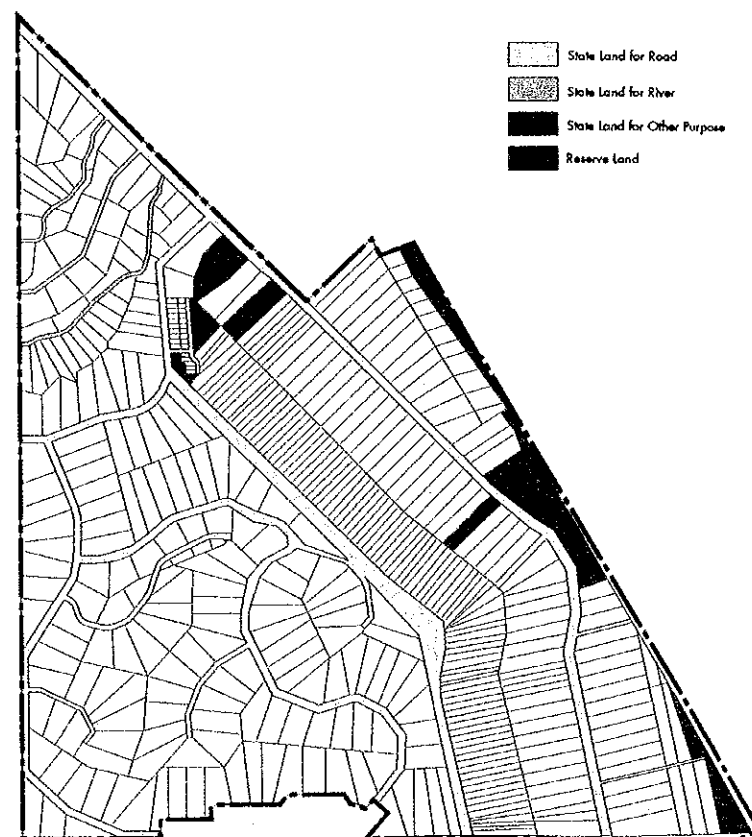 State Land for Road
State Land for River
State Land for Other Purpose
Reserve Land